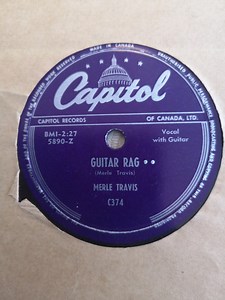 MADE IN CANADA
Capitol
CAPITOL RECORDS OF CANADA, LTD.
BMI-2:27
5890-Z
Vocal
with Guitar
GUITAR RAG ••
(Merle Travis)
MERLE TRAVIS
C374